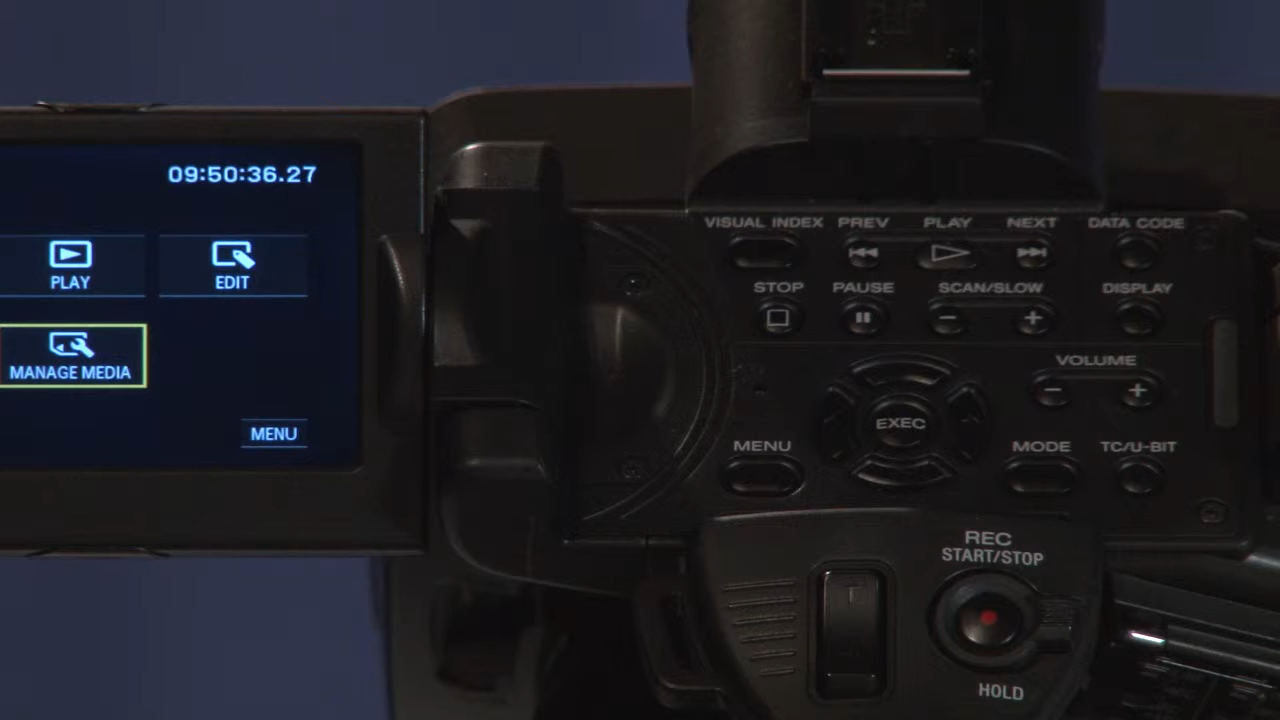 09:50:36.27
PLAY
EDIT
MANAGE MEDIA
MENU
VISUAL INDEX PREV PLAY NEXT DATA CODE
STOP PAUSE SCAN/SLOW DISPLAY
− +
VOLUME
− +
EXEC
MENU MODE TC/U-BIT
REC
START/STOP
T
HOLD